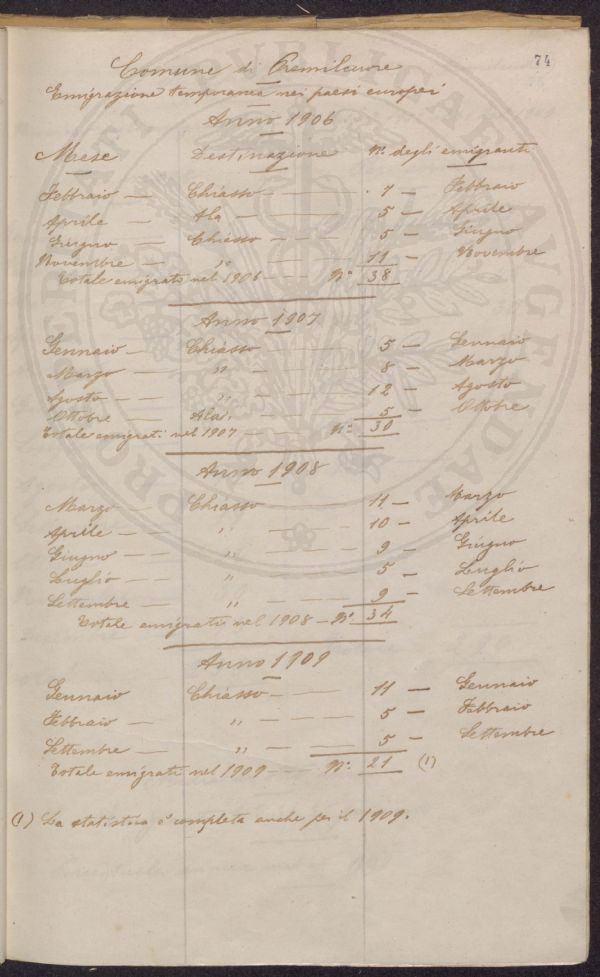 74
Comune di Premilcuore
Emigrazione temporanea nei paesi europei
Anno 1906
Mese Destinazione N.° degli emigranti
Febbraio — Chiasso — — — 7 — Febbraio
Aprile — Ala — — — 5 — Aprile
Giugno — Chiasso — — — 5 — Giugno
Novembre — „ — — — 11 — Novembre
Totale emigrati nel 1906 — — N.° 38
Anno 1907
Gennaio — Chiasso — — — 5 — Gennaio
Marzo — „ — — — 8 — Marzo
Agosto — — „ — — — 12 — Agosto
Ottobre — Ala — — — 5 — Ottobre
Totale emigrati nel 1907 — N.° 30
Anno 1908
Marzo — Chiasso — — — 11 — Marzo
Aprile — — „ — — — 10 — Aprile
Giugno — — „ — — — 9 — Giugno
Luglio — — „ — — — 5 — Luglio
Settembre — „ — — — 9 — Settembre
Totale emigrati nel 1908 — N.° 34
Anno 1909
Gennaio Chiasso — — — 11 — Gennaio
Febbraio — „ — — — 5 — Febbraio
Settembre — „ — — — 5 — Settembre
Totale emigrati nel 1909 — — N.° 21 (1)
(1) La statistica è completa anche per il 1909.